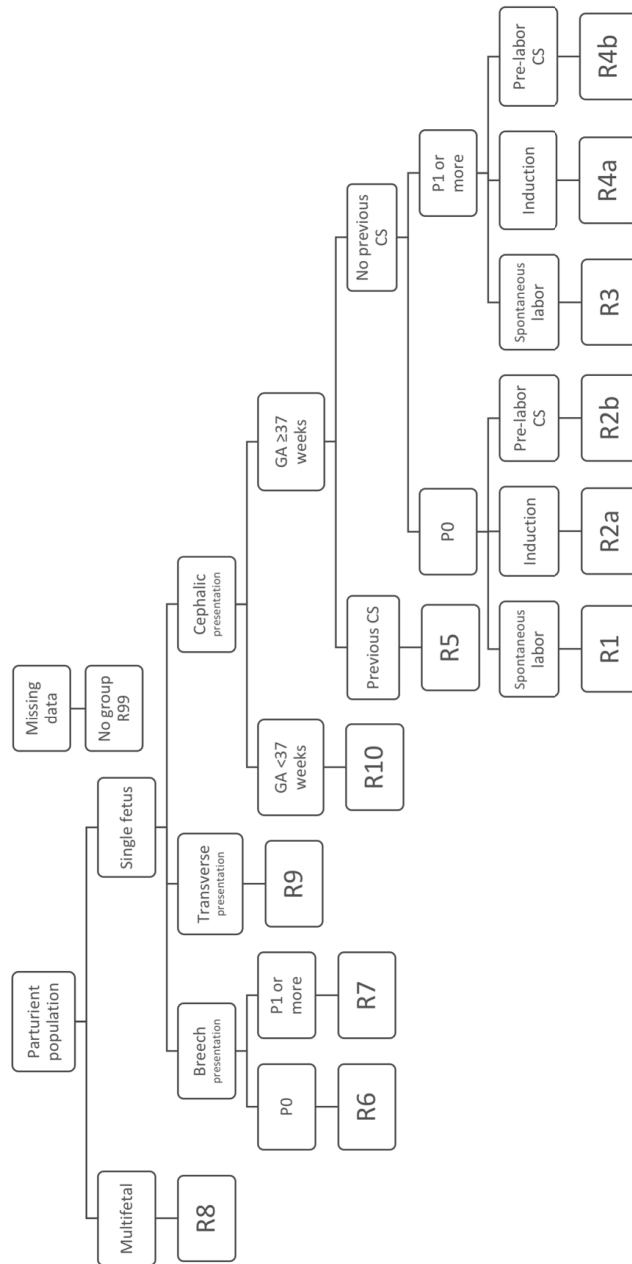 Parturient
population
Missing
data
Multifetal
Single fetus
No group
R99
R8
Breech
presentation
Transverse
presentation
Cephalic
presentation
P0
P1 or
more
R9
GA <37
weeks
GA ≥37
weeks
R6
R7
R10
Previous CS
No previous
CS
R5
P0
P1 or
more
Spontaneous
labor
Induction
Pre-labor
CS
Spontaneous
labor
Induction
Pre-labor
CS
R1
R2a
R2b
R3
R4a
R4b